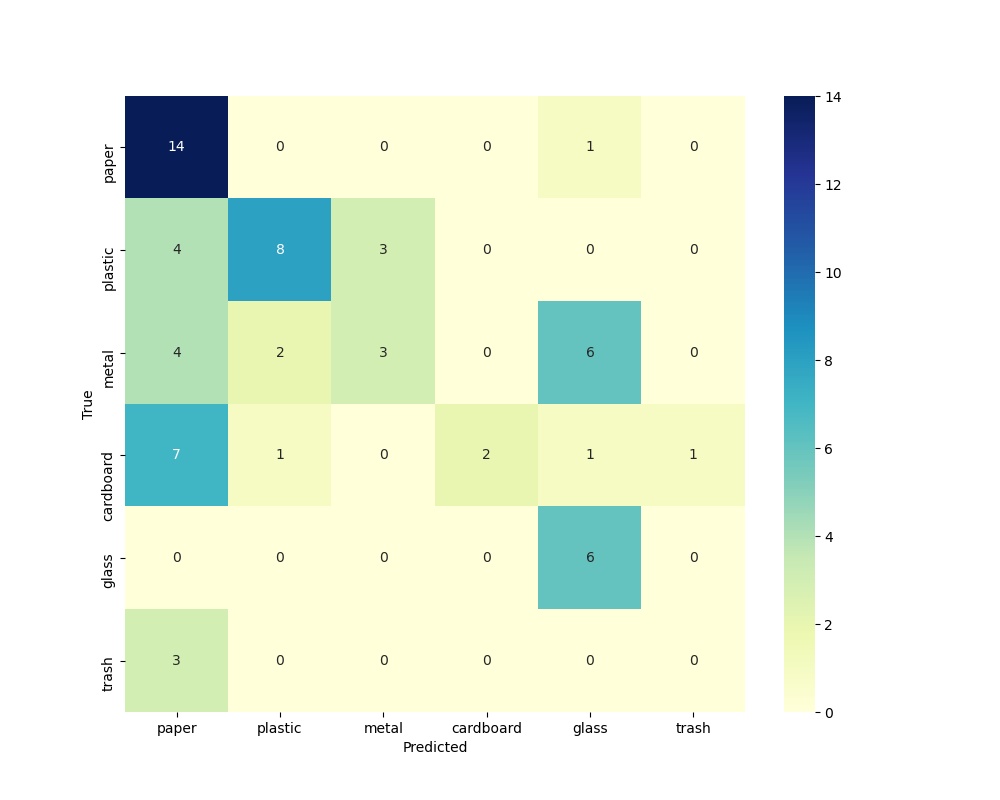 14 0 0 0 1 0
4 8 3 0 0 0
4 2 3 0 6 0
7 1 0 2 1 1
0 0 0 0 6 0
3 0 0 0 0 0
paper
plastic
metal
cardboard
glass
trash
True
paper plastic metal cardboard glass trash
Predicted
14
12
10
8
6
4
2
0